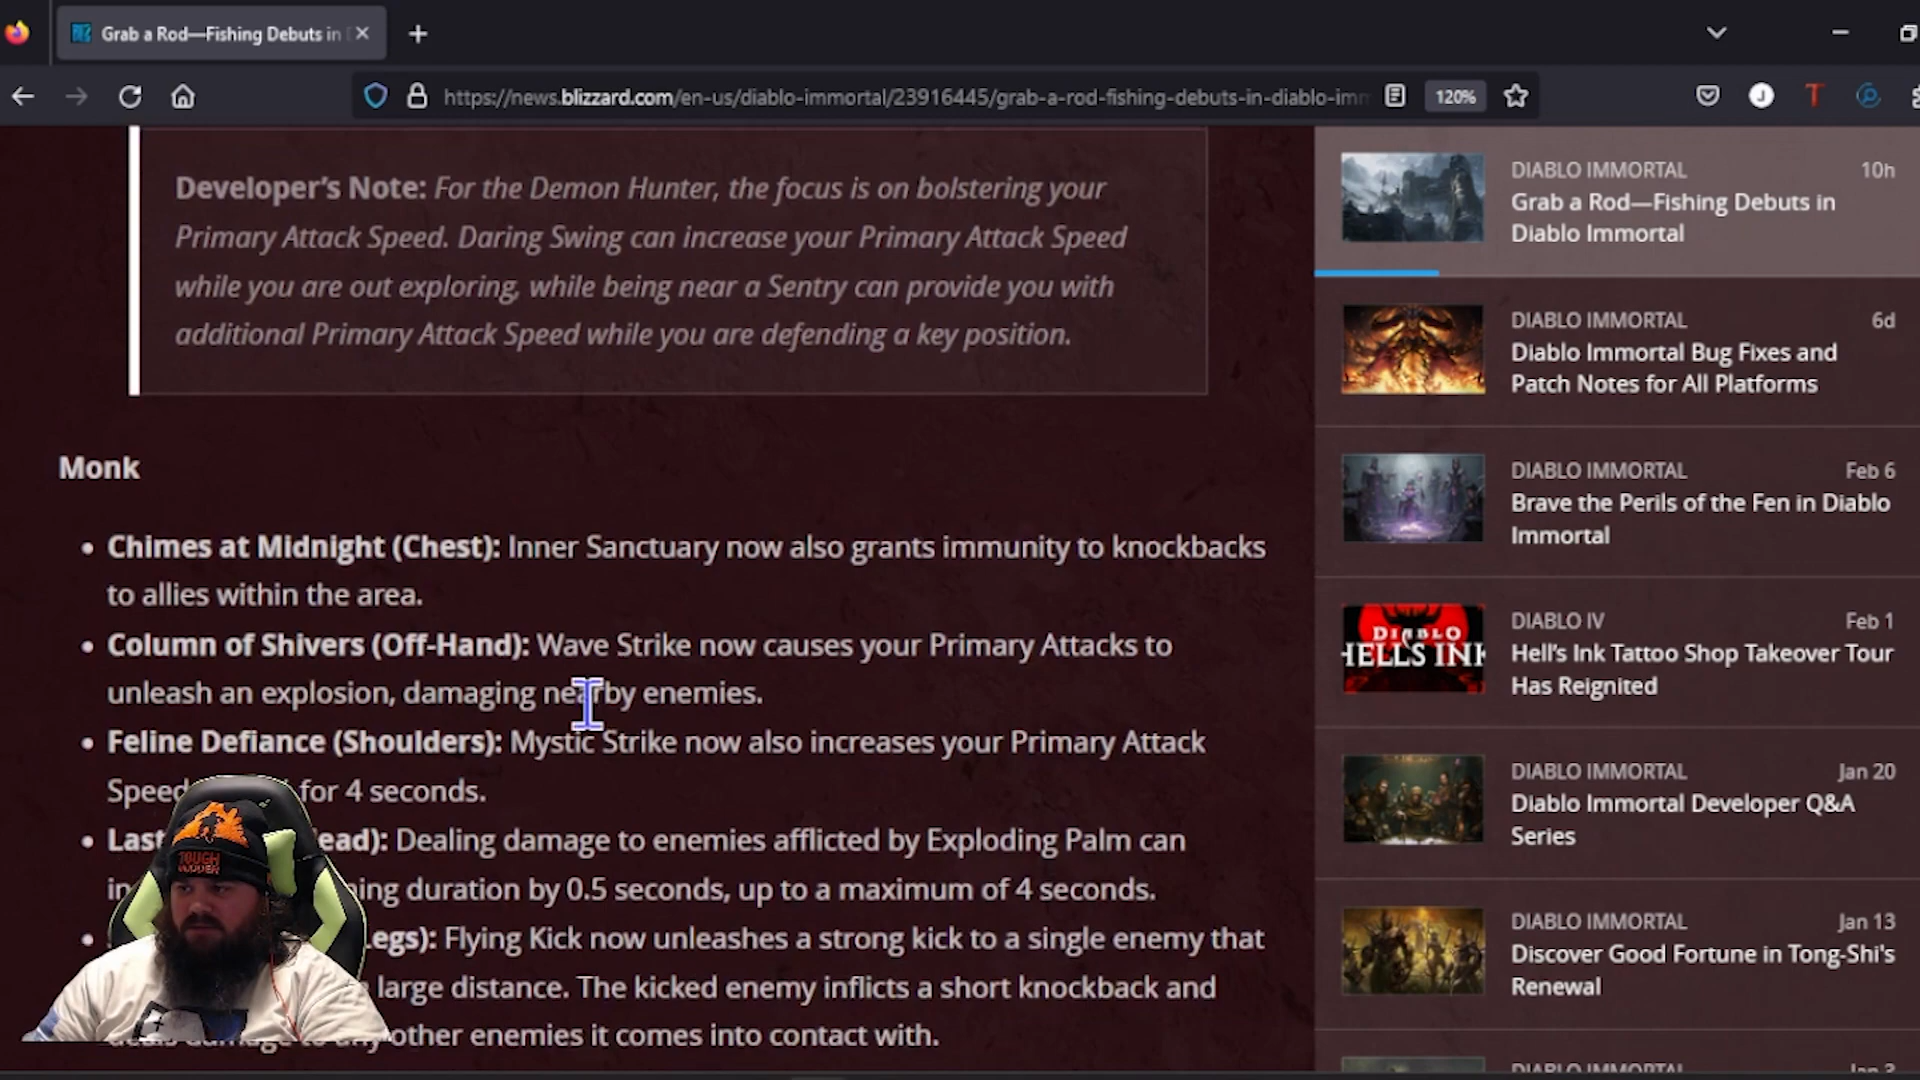 Grab a Rod—Fishing Debuts in
https://news.blizzard.com/en-us/diablo-immortal/23916445/grab-a-rod-fishing-debuts-in-diablo-imm
120%
Developer's Note: For the Demon Hunter, the focus is on bolstering your
Primary Attack Speed. Daring Swing can increase your Primary Attack Speed
while you are out exploring, while being near a Sentry can provide you with
additional Primary Attack Speed while you are defending a key position.
Monk
Chimes at Midnight (Chest): Inner Sanctuary now also grants immunity to knockbacks
to allies within the area.
Column of Shivers (Off-Hand): Wave Strike now causes your Primary Attacks to
unleash an explosion, damaging nearby enemies.
Feline Defiance (Shoulders): Mystic Strike now also increases your Primary Attack
Speed for 4 seconds.
Last Dealing damage to enemies afflicted by Exploding Palm can
duration by 0.5 seconds, up to a maximum of 4 seconds.
Legs): Flying Kick now unleashes a strong kick to a single enemy that
large distance. The kicked enemy inflicts a short knockback and
other enemies it comes into contact with.
TOUGH
DIABLO IMMORTAL 10h
Grab a Rod—Fishing Debuts in
Diablo Immortal
DIABLO IMMORTAL 6d
Diablo Immortal Bug Fixes and
Patch Notes for All Platforms
DIABLO IMMORTAL Feb 6
Brave the Perils of the Fen in Diablo
Immortal
DIABLO
HELLS INK
DIABLO IV Feb 1
Hell's Ink Tattoo Shop Takeover Tour
Has Reignited
DIABLO IMMORTAL Jan 20
Diablo Immortal Developer Q&A
Series
DIABLO IMMORTAL Jan 13
Discover Good Fortune in Tong-Shi's
Renewal
DIABLO IMMORTAL Jan 3